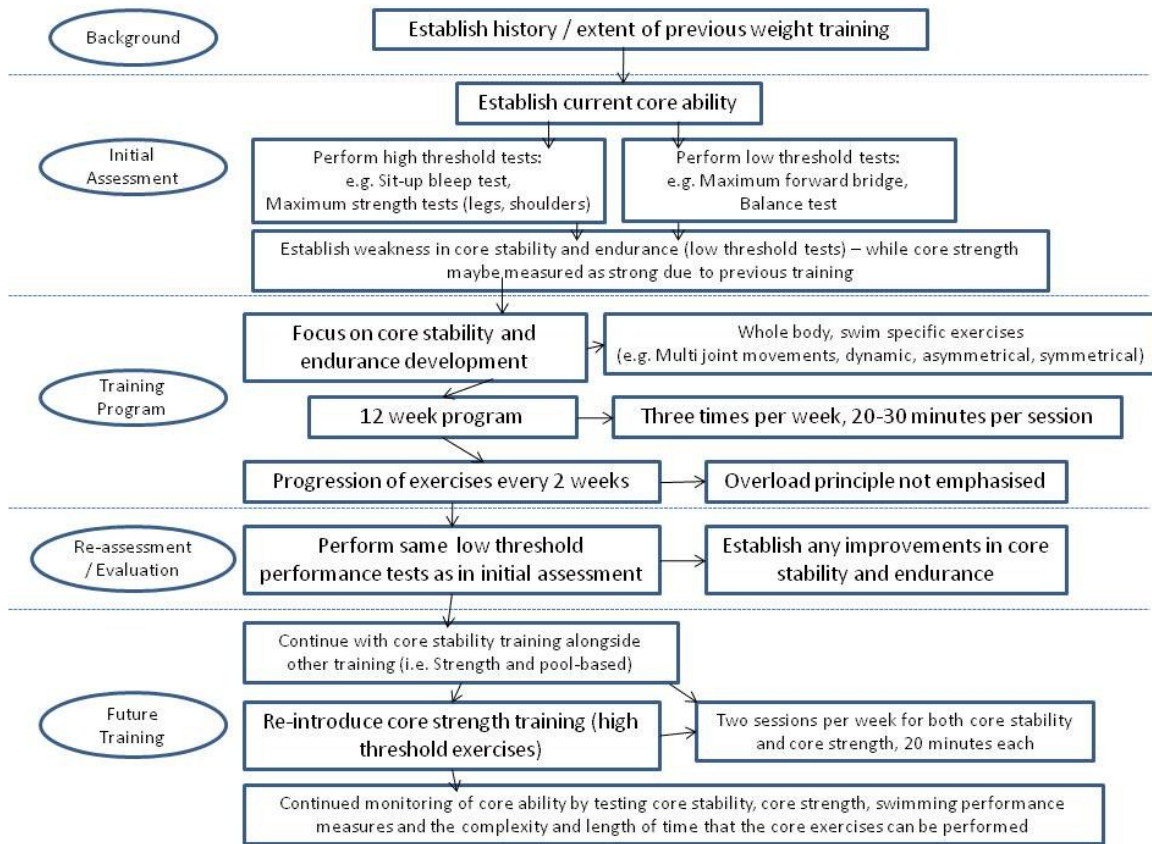 Background
Establish history / extent of previous weight training
Establish current core ability
Initial
Assessment
Perform high threshold tests:
e.g. Sit-up bleep test,
Maximum strength tests (legs, shoulders)
Perform low threshold tests:
e.g. Maximum forward bridge,
Balance test
Establish weakness in core stability and endurance (low threshold tests) – while core strength
maybe measured as strong due to previous training
Training
Program
Focus on core stability and
endurance development
Whole body, swim specific exercises
(e.g. Multi joint movements, dynamic, asymmetrical, symmetrical)
12 week program
Three times per week, 20-30 minutes per session
Progression of exercises every 2 weeks
Overload principle not emphasised
Re-assessment
/ Evaluation
Perform same low threshold
performance tests as in initial assessment
Establish any improvements in core
stability and endurance
Future
Training
Continue with core stability training alongside
other training (i.e. Strength and pool-based)
Re-introduce core strength training (high
threshold exercises)
Two sessions per week for both core stability
and core strength, 20 minutes each
Continued monitoring of core ability by testing core stability, core strength, swimming performance
measures and the complexity and length of time that the core exercises can be performed